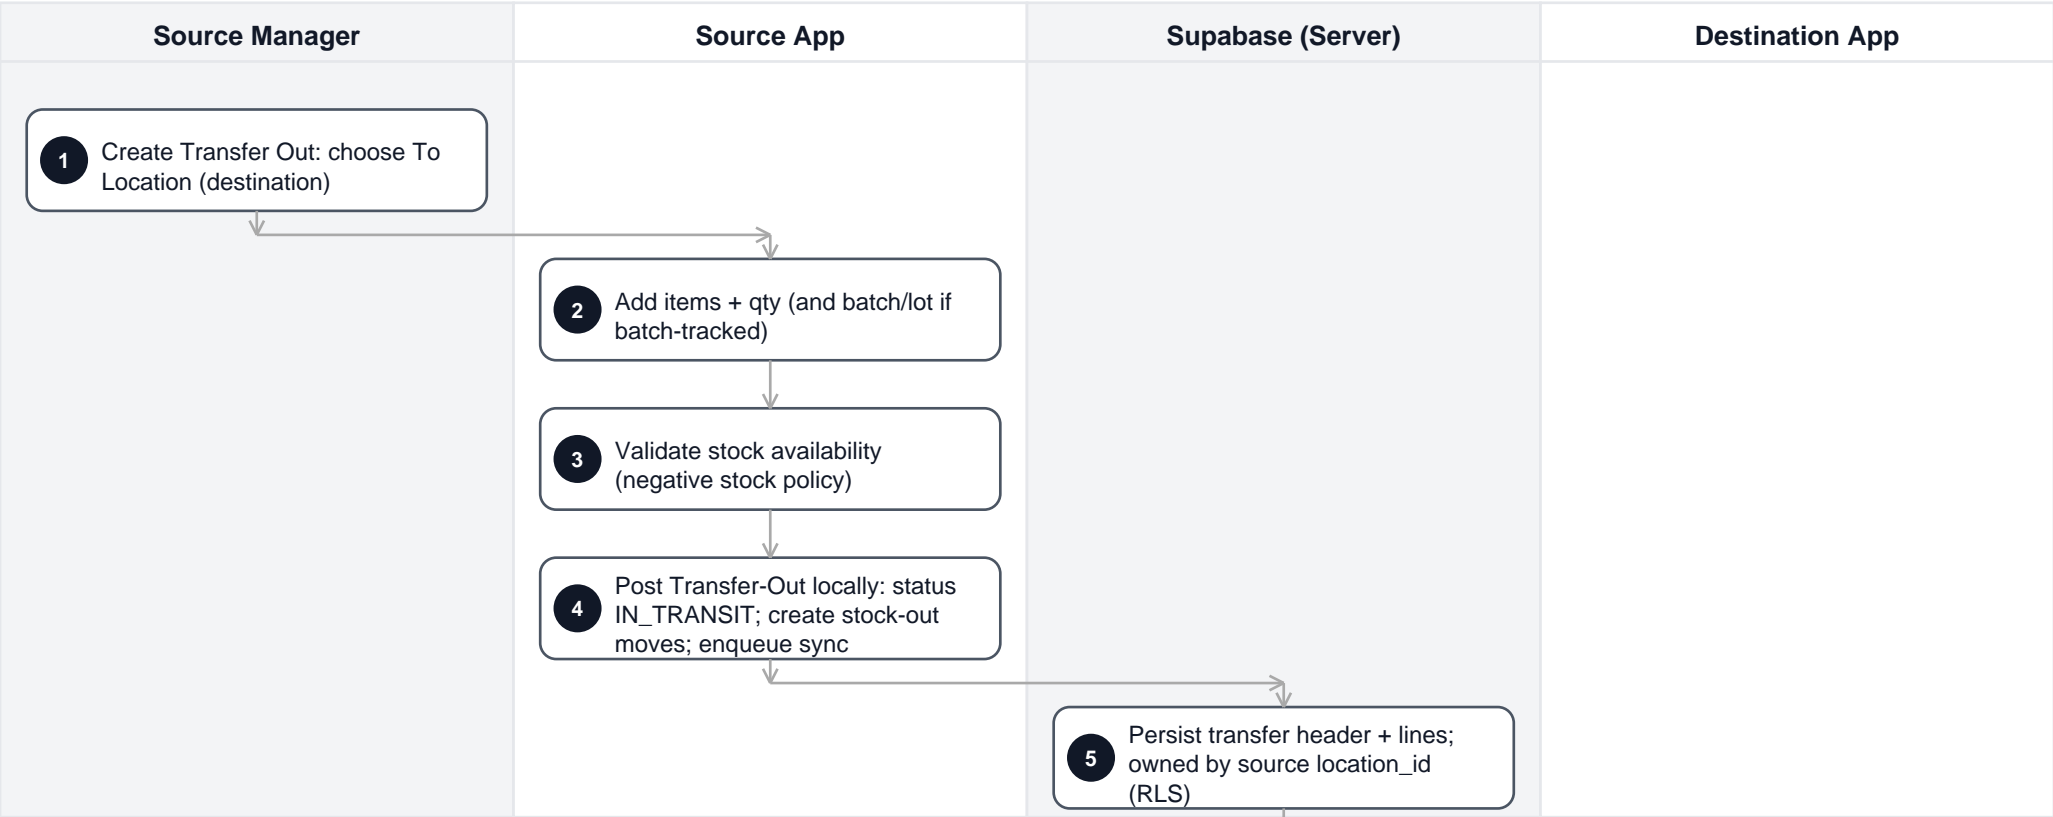 Source Manager
Source App
Supabase (Server)
Destination App
1
Create Transfer Out: choose To
Location (destination)
2
Add items + qty (and batch/lot if
batch-tracked)
3
Validate stock availability
(negative stock policy)
4
Post Transfer-Out locally: status
IN_TRANSIT; create stock-out
moves; enqueue sync
5
Persist transfer header + lines;
owned by source location_id
(RLS)